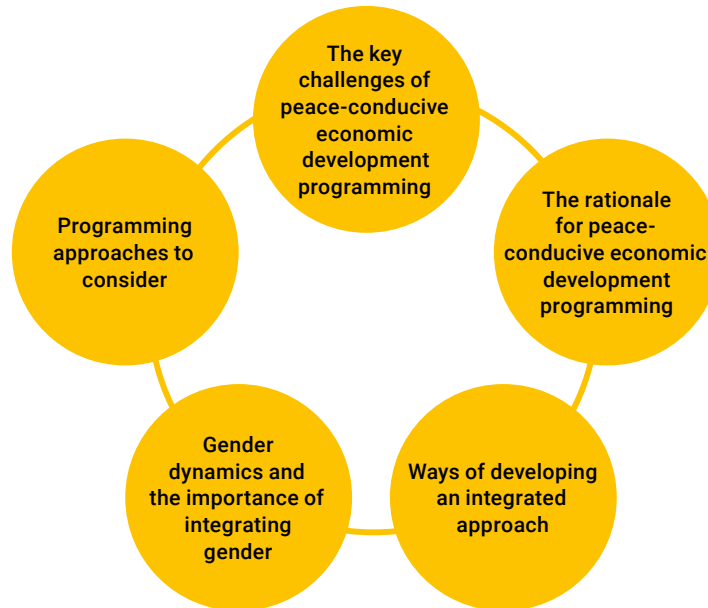 The key
challenges of
peace-conducive
economic
development
programming
The rationale
for peace-
conducive economic
development
programming
Ways of developing
an integrated
approach
Gender
dynamics and
the importance of
integrating
gender
Programming
approaches to
consider